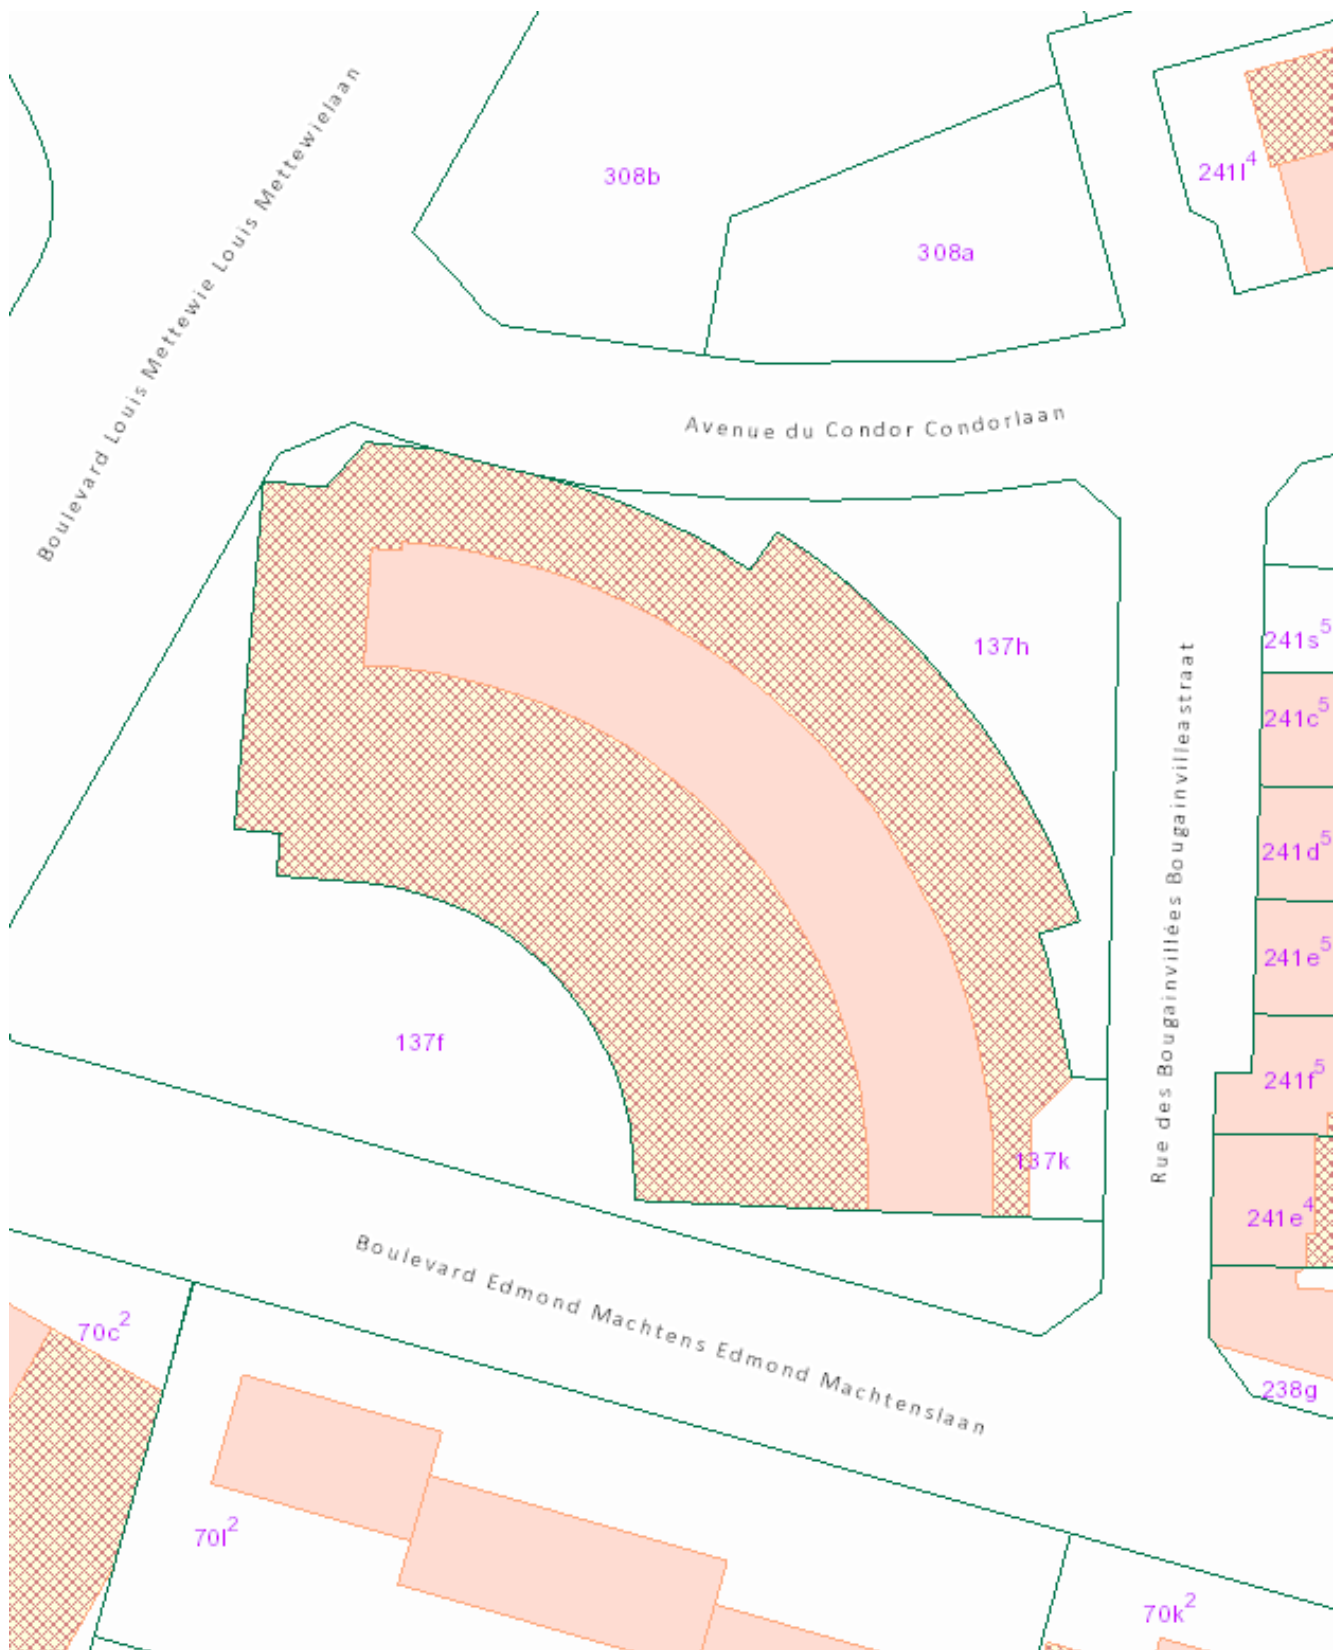 308b
241l⁴
308a
Boulevard Louis Mettewie Louis Mettewielaan
Avenue du Condor Condorlaan
137h
241s⁵
241c⁵
241d⁵
241e⁵
Rue des Bougainvillées Bougainvilleastraat
137f
241f⁵
137k
241e⁴
Boulevard Edmond Machtens Edmond Machtenslaan
70c²
238g
70l²
70k²